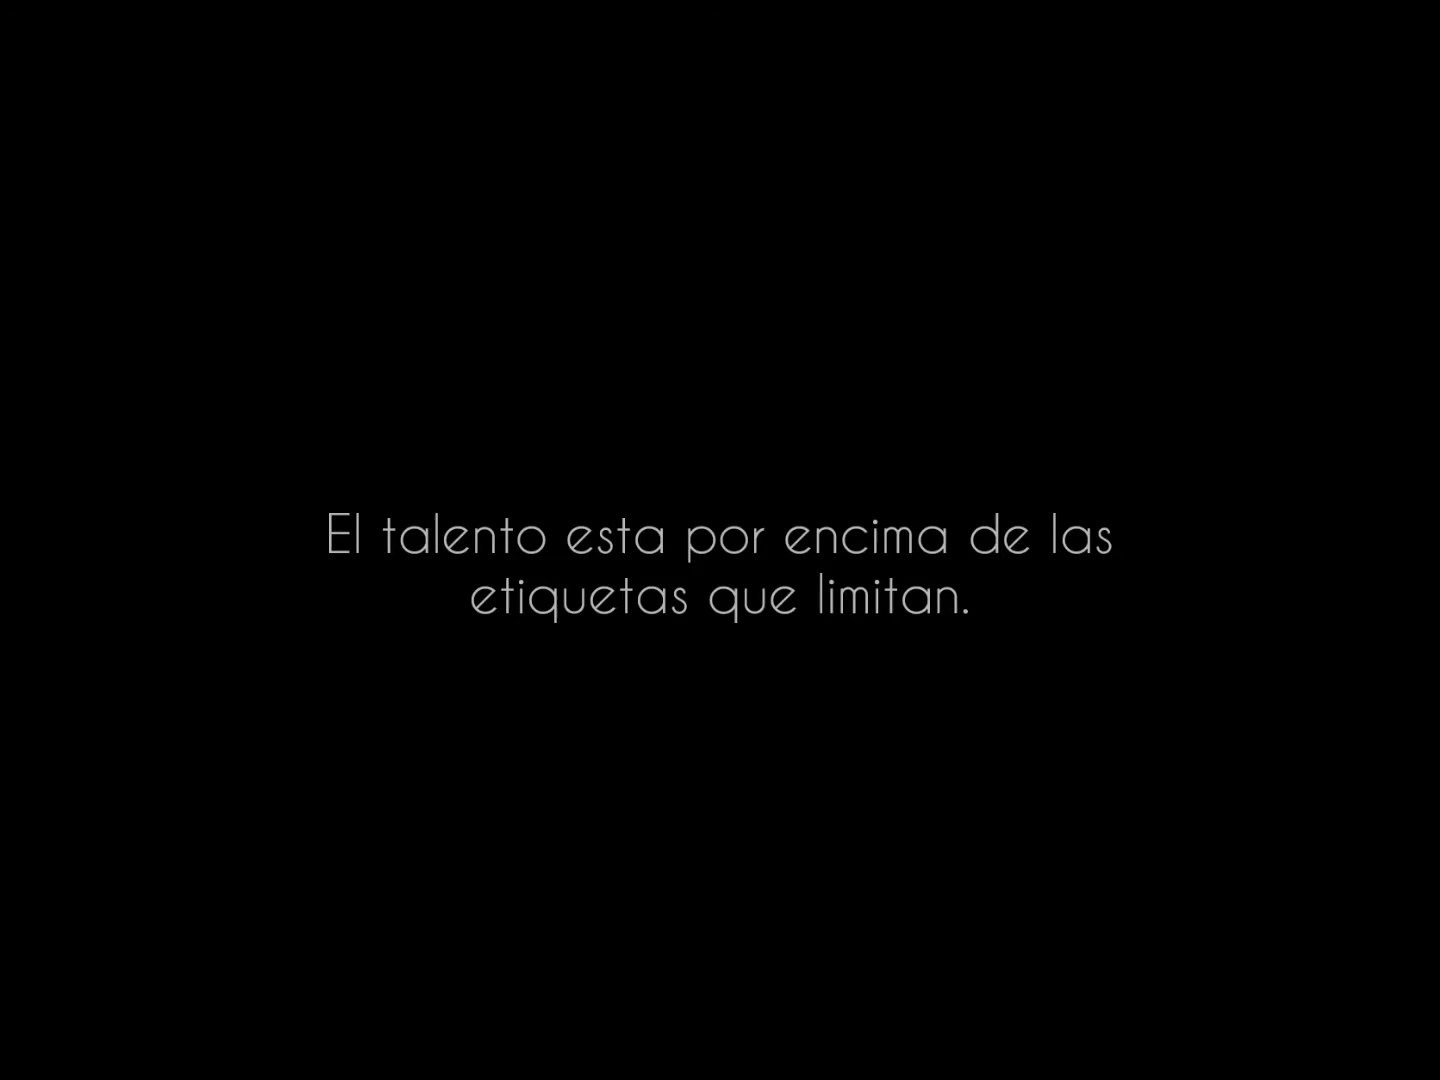 El talento esta por encima de las
etiquetas que limitan.